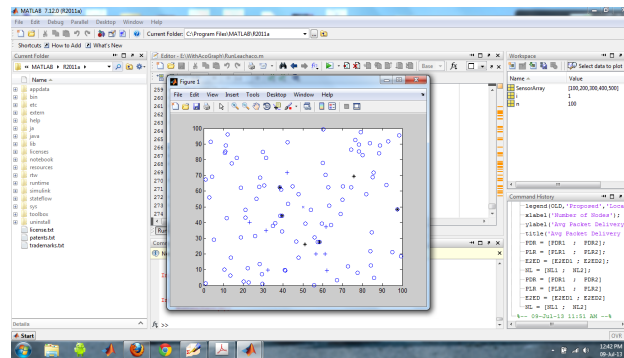 MATLAB 7.12.0 (R2011a)
File Edit Debug Parallel Desktop Window Help
Current Folder: C:\Program Files\MATLAB\R2011a
Shortcuts How to Add What's New
Current Folder
Editor - E:\WithAcoGraph\RunLeachaco.m
Workspace
« MATLAB ▸ R2011a ▸
Base
fx
Select data to plot
Name
appdata
bin
etc
extern
help
ja
java
lib
licenses
notebook
resources
rtw
runtime
simulink
stateflow
sys
toolbox
uninstall
license.txt
patents.txt
trademarks.txt
Details
259
260
261
262
263
264
265
266
267
268
269
270
271
272
273
274
Figure 1
File Edit View Insert Tools Desktop Window Help
100
90
80
70
60
50
40
30
20
10
0
0 10 20 30 40 50 60 70 80 90 100
fx >>
Name Value
SensorArray [100,200,300,400,500]
i 1
n 100
Command History
legend(OLD,'Proposed','Loca
xlabel('Number of Nodes');
ylabel('Avg Packet Delivery
title('Avg Packet Delivery
PDR = [PDR1 ; PDR2];
PLR = [PLR1 ; PLR2];
E2ED = [E2ED1 ; E2ED2];
NL = [NL1 ; NL2];
PDR = [PDR1 ; PDR2]
PLR = [PLR1 ; PLR2]
E2ED = [E2ED1 ; E2ED2]
NL = [NL1 ; NL2]
%-- 09-Jul-13 11:51 AM --%
Start
OVR
12:42 PM
09-Jul-13